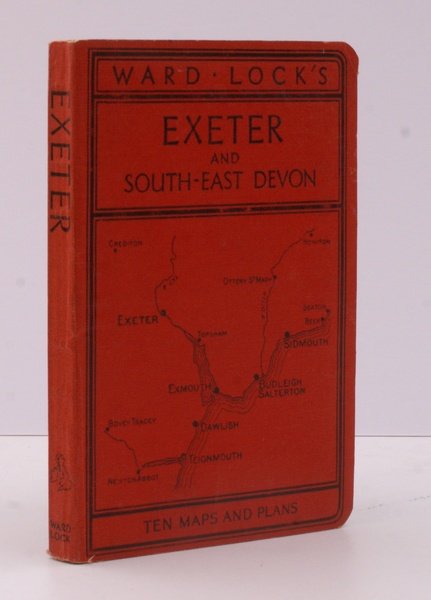 EXETER
WARD
LOCK
WARD · LOCK'S
EXETER
AND
SOUTH-EAST DEVON
CREDITON
HONITON
OTTERY ST MARY
SEATON
BEER
EXETER
TOPSHAM
SIDMOUTH
EXMOUTH
BUDLEIGH
SALTERTON
BOVEY TRACEY
DAWLISH
TEIGNMOUTH
NEWTON ABBOT
TEN MAPS AND PLANS